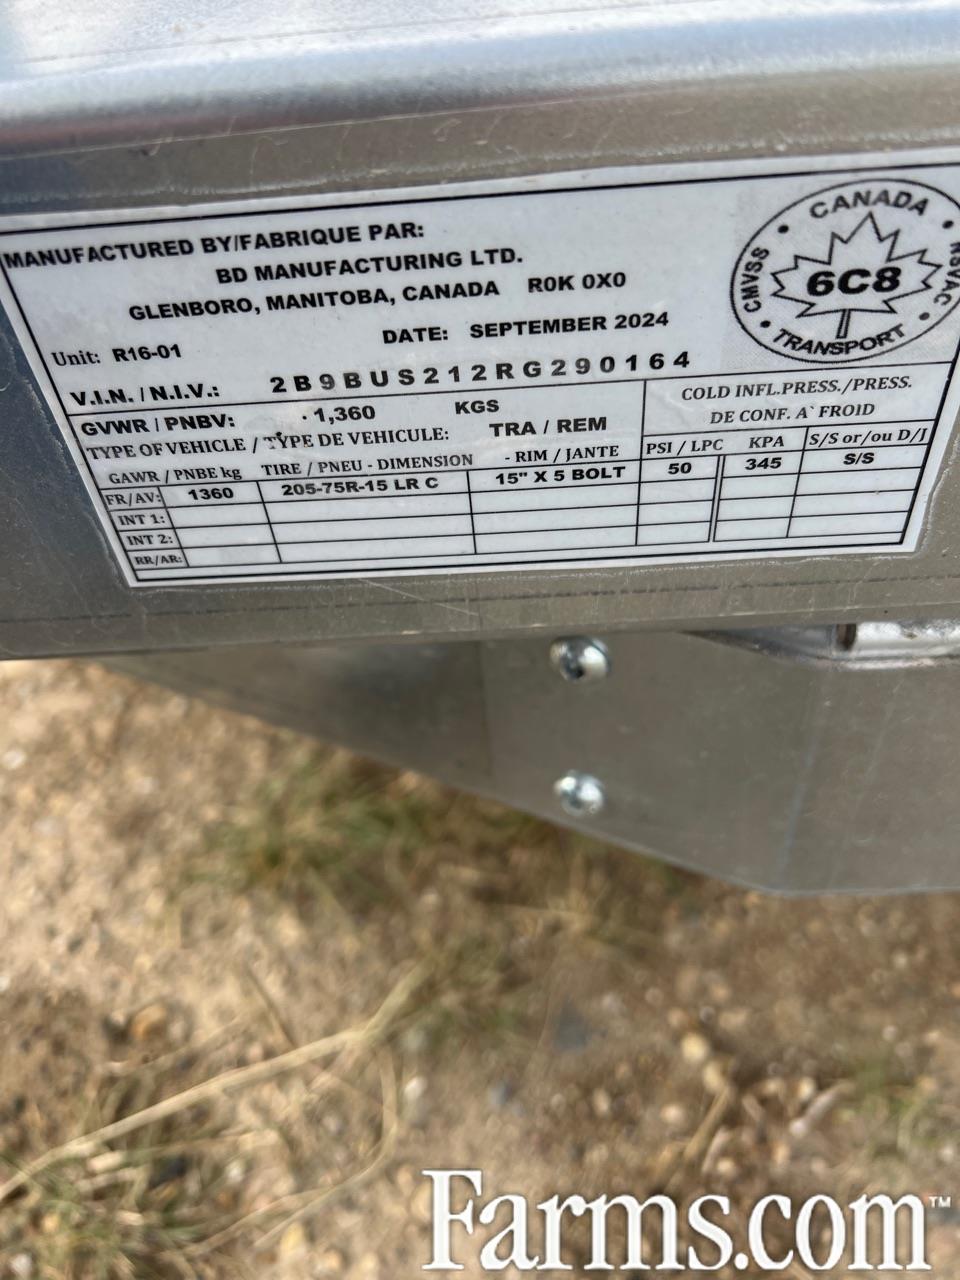 MANUFACTURED BY/FABRIQUE PAR:
BD MANUFACTURING LTD.
GLENBORO, MANITOBA, CANADA R0K 0X0
DATE: SEPTEMBER 2024
Unit: R16-01
V.I.N. / N.I.V.: 2B9BUS212RG290164
GVWR / PNBV: 1,360 KGS
TYPE OF VEHICLE / TYPE DE VEHICULE: TRA / REM
CANADA
CMVSS
6C8
NSVAC
TRANSPORT
COLD INFL.PRESS./PRESS.
DE CONF. A` FROID
GAWR / PNBE kg TIRE / PNEU - DIMENSION - RIM / JANTE PSI / LPC KPA S/S or/ou D/J
FR/AV: 1360 205-75R-15 LR C 15" X 5 BOLT 50 345 S/S
INT 1:
INT 2:
RR/AR:
Farms.com™